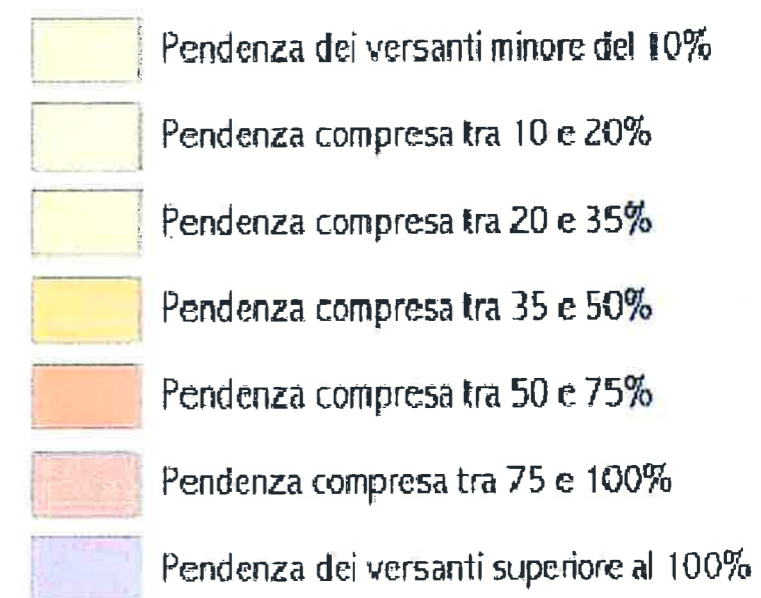 Pendenza dei versanti minore del 10%
Pendenza compresa tra 10 e 20%
Pendenza compresa tra 20 e 35%
Pendenza compresa tra 35 e 50%
Pendenza compresa tra 50 e 75%
Pendenza compresa tra 75 e 100%
Pendenza dei versanti superiore al 100%